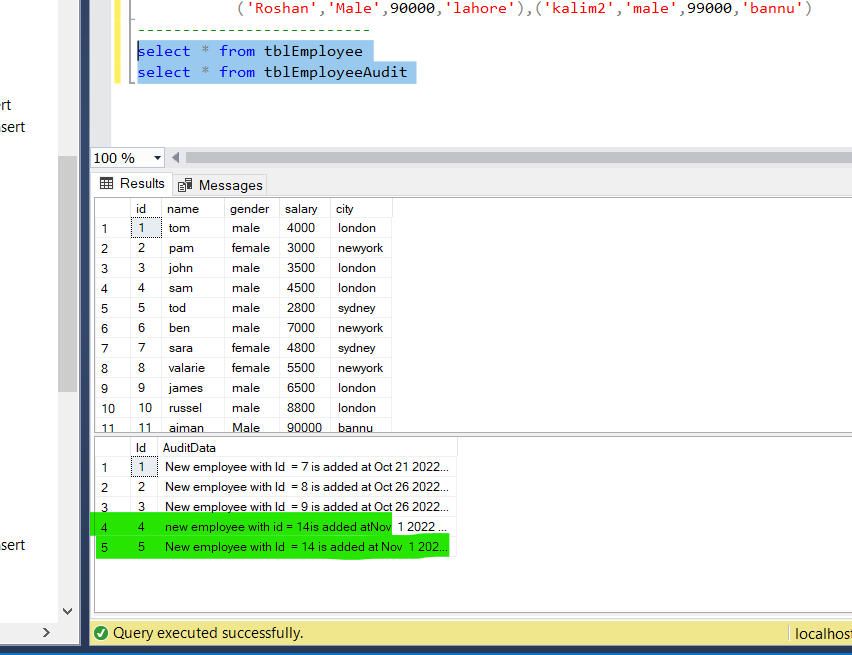 ('Roshan','Male',90000,'lahore'),('kalim2','male',99000,'bannu')
--------------------------
select * from tblEmployee
select * from tblEmployeeAudit
rt
sert
100 %
Results Messages
id name gender salary city
1 1 tom male 4000 london
2 2 pam female 3000 newyork
3 3 john male 3500 london
4 4 sam male 4500 london
5 5 tod male 2800 sydney
6 6 ben male 7000 newyork
7 7 sara female 4800 sydney
8 8 valarie female 5500 newyork
9 9 james male 6500 london
10 10 russel male 8800 london
11 11 aiman Male 90000 bannu
Id AuditData
1 1 New employee with Id = 7 is added at Oct 21 2022...
2 2 New employee with Id = 8 is added at Oct 26 2022...
3 3 New employee with Id = 9 is added at Oct 26 2022...
4 4 new employee with id = 14is added atNov 1 2022 ...
5 5 New employee with Id = 14 is added at Nov 1 202...
sert
Query executed successfully.
localhos